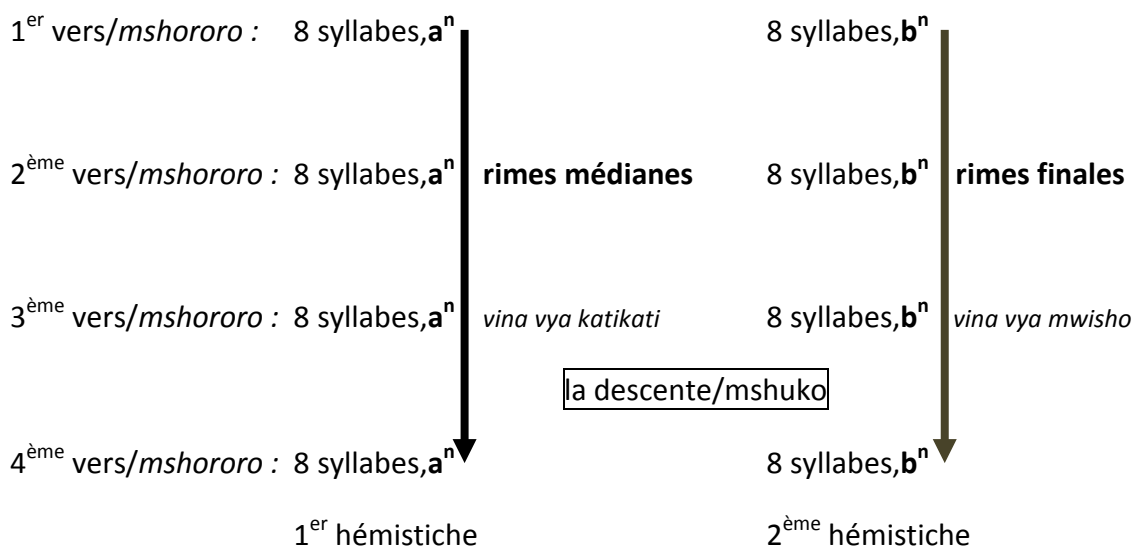 1er vers/mshororo : 8 syllabes,aⁿ 8 syllabes,bⁿ
2ème vers/mshororo : 8 syllabes,aⁿ rimes médianes 8 syllabes,bⁿ rimes finales
3ème vers/mshororo : 8 syllabes,aⁿ vina vya katikati 8 syllabes,bⁿ vina vya mwisho
la descente/mshuko
4ème vers/mshororo : 8 syllabes,aⁿ 8 syllabes,bⁿ
1er hémistiche 2ème hémistiche